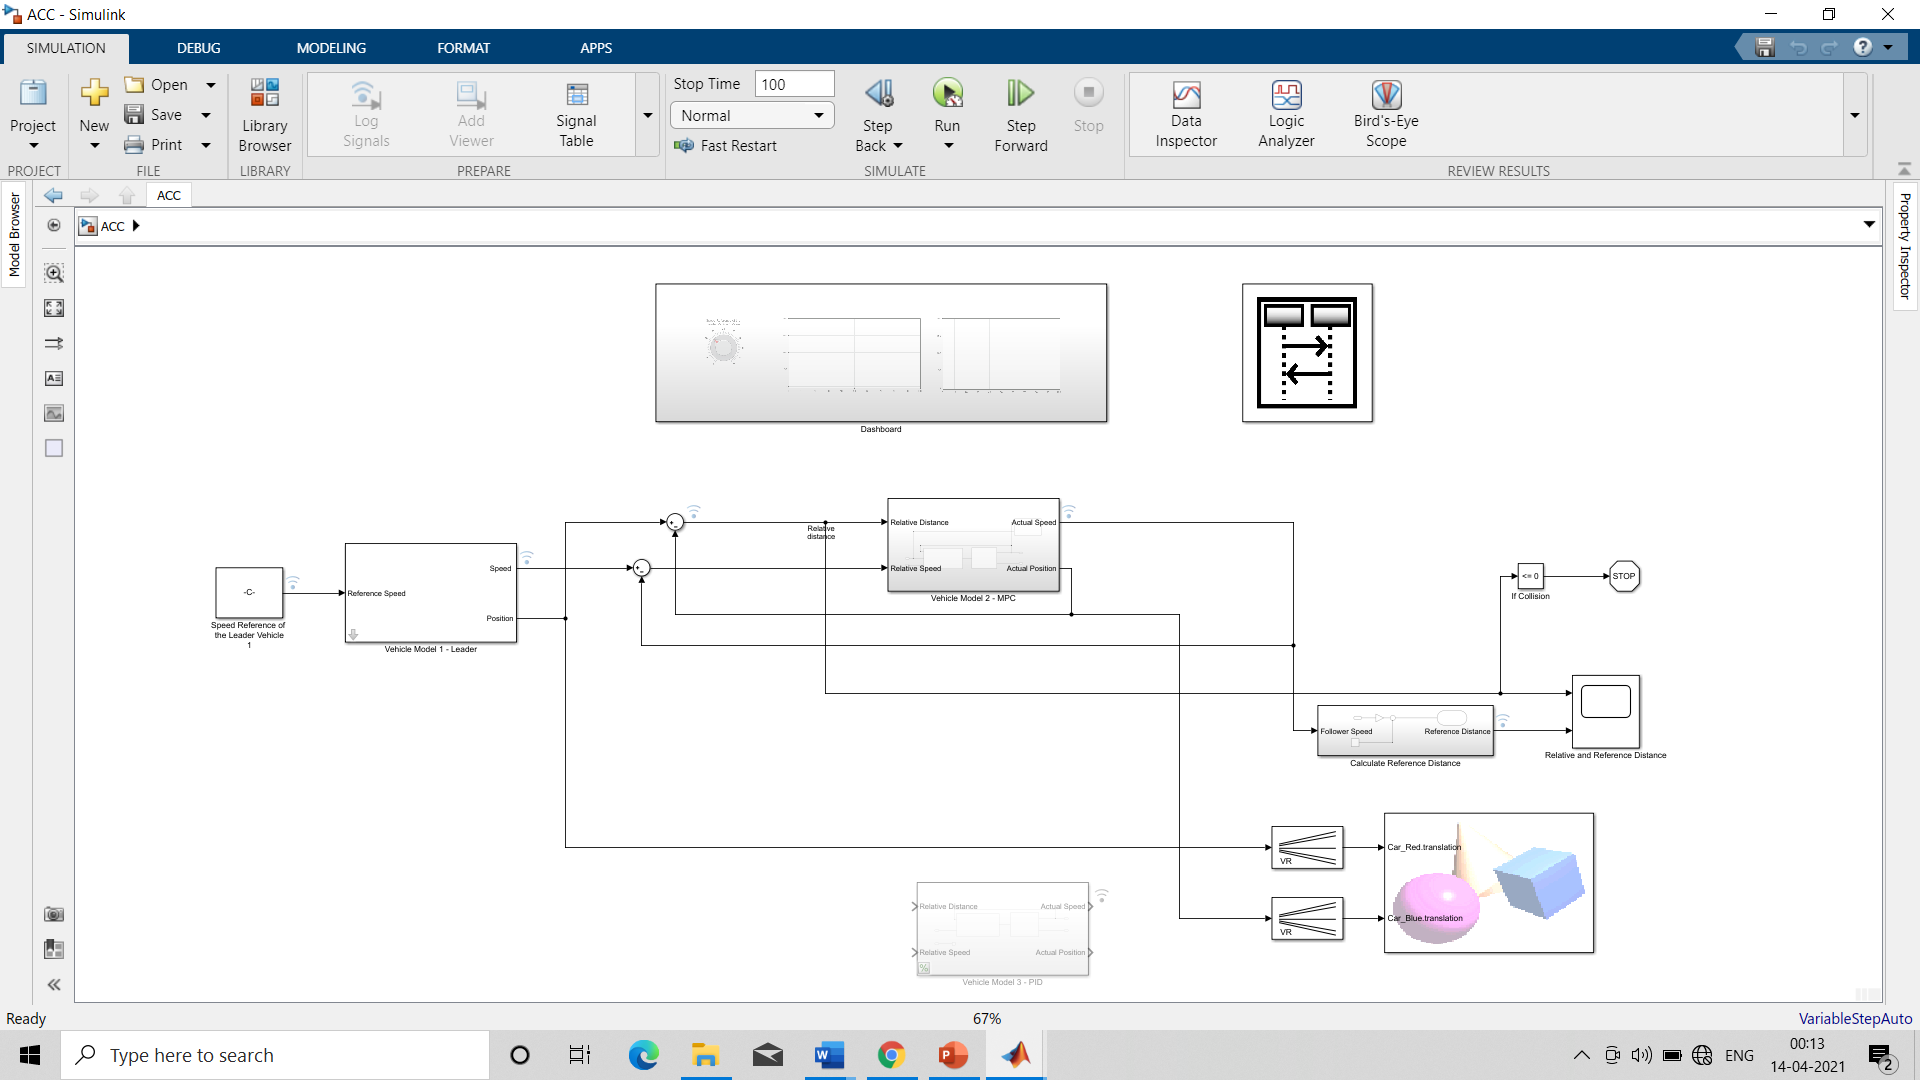 ACC - Simulink
SIMULATION
DEBUG
MODELING
FORMAT
APPS
Project
New
Open
Save
Print
Library
Browser
Log
Signals
Add
Viewer
Signal
Table
Stop Time
100
Normal
Fast Restart
Step
Back
Run
Step
Forward
Stop
Data
Inspector
Logic
Analyzer
Bird's-Eye
Scope
PROJECT
FILE
LIBRARY
PREPARE
SIMULATE
REVIEW RESULTS
Model Browser
ACC
ACC
Property Inspector
Dashboard
-C-
Speed Reference of
the Leader Vehicle
1
Reference Speed
Speed
Position
Vehicle Model 1 - Leader
Relative
distance
Relative Distance
Actual Speed
Relative Speed
Actual Position
Vehicle Model 2 - MPC
<= 0
If Collision
STOP
Follower Speed
Reference Distance
Calculate Reference Distance
Relative and Reference Distance
VR
VR
Car_Red.translation
Car_Blue.translation
Relative Distance
Actual Speed
Relative Speed
Actual Position
Vehicle Model 3 - PID
Ready
67%
VariableStepAuto
Type here to search
ENG
00:13
14-04-2021
2